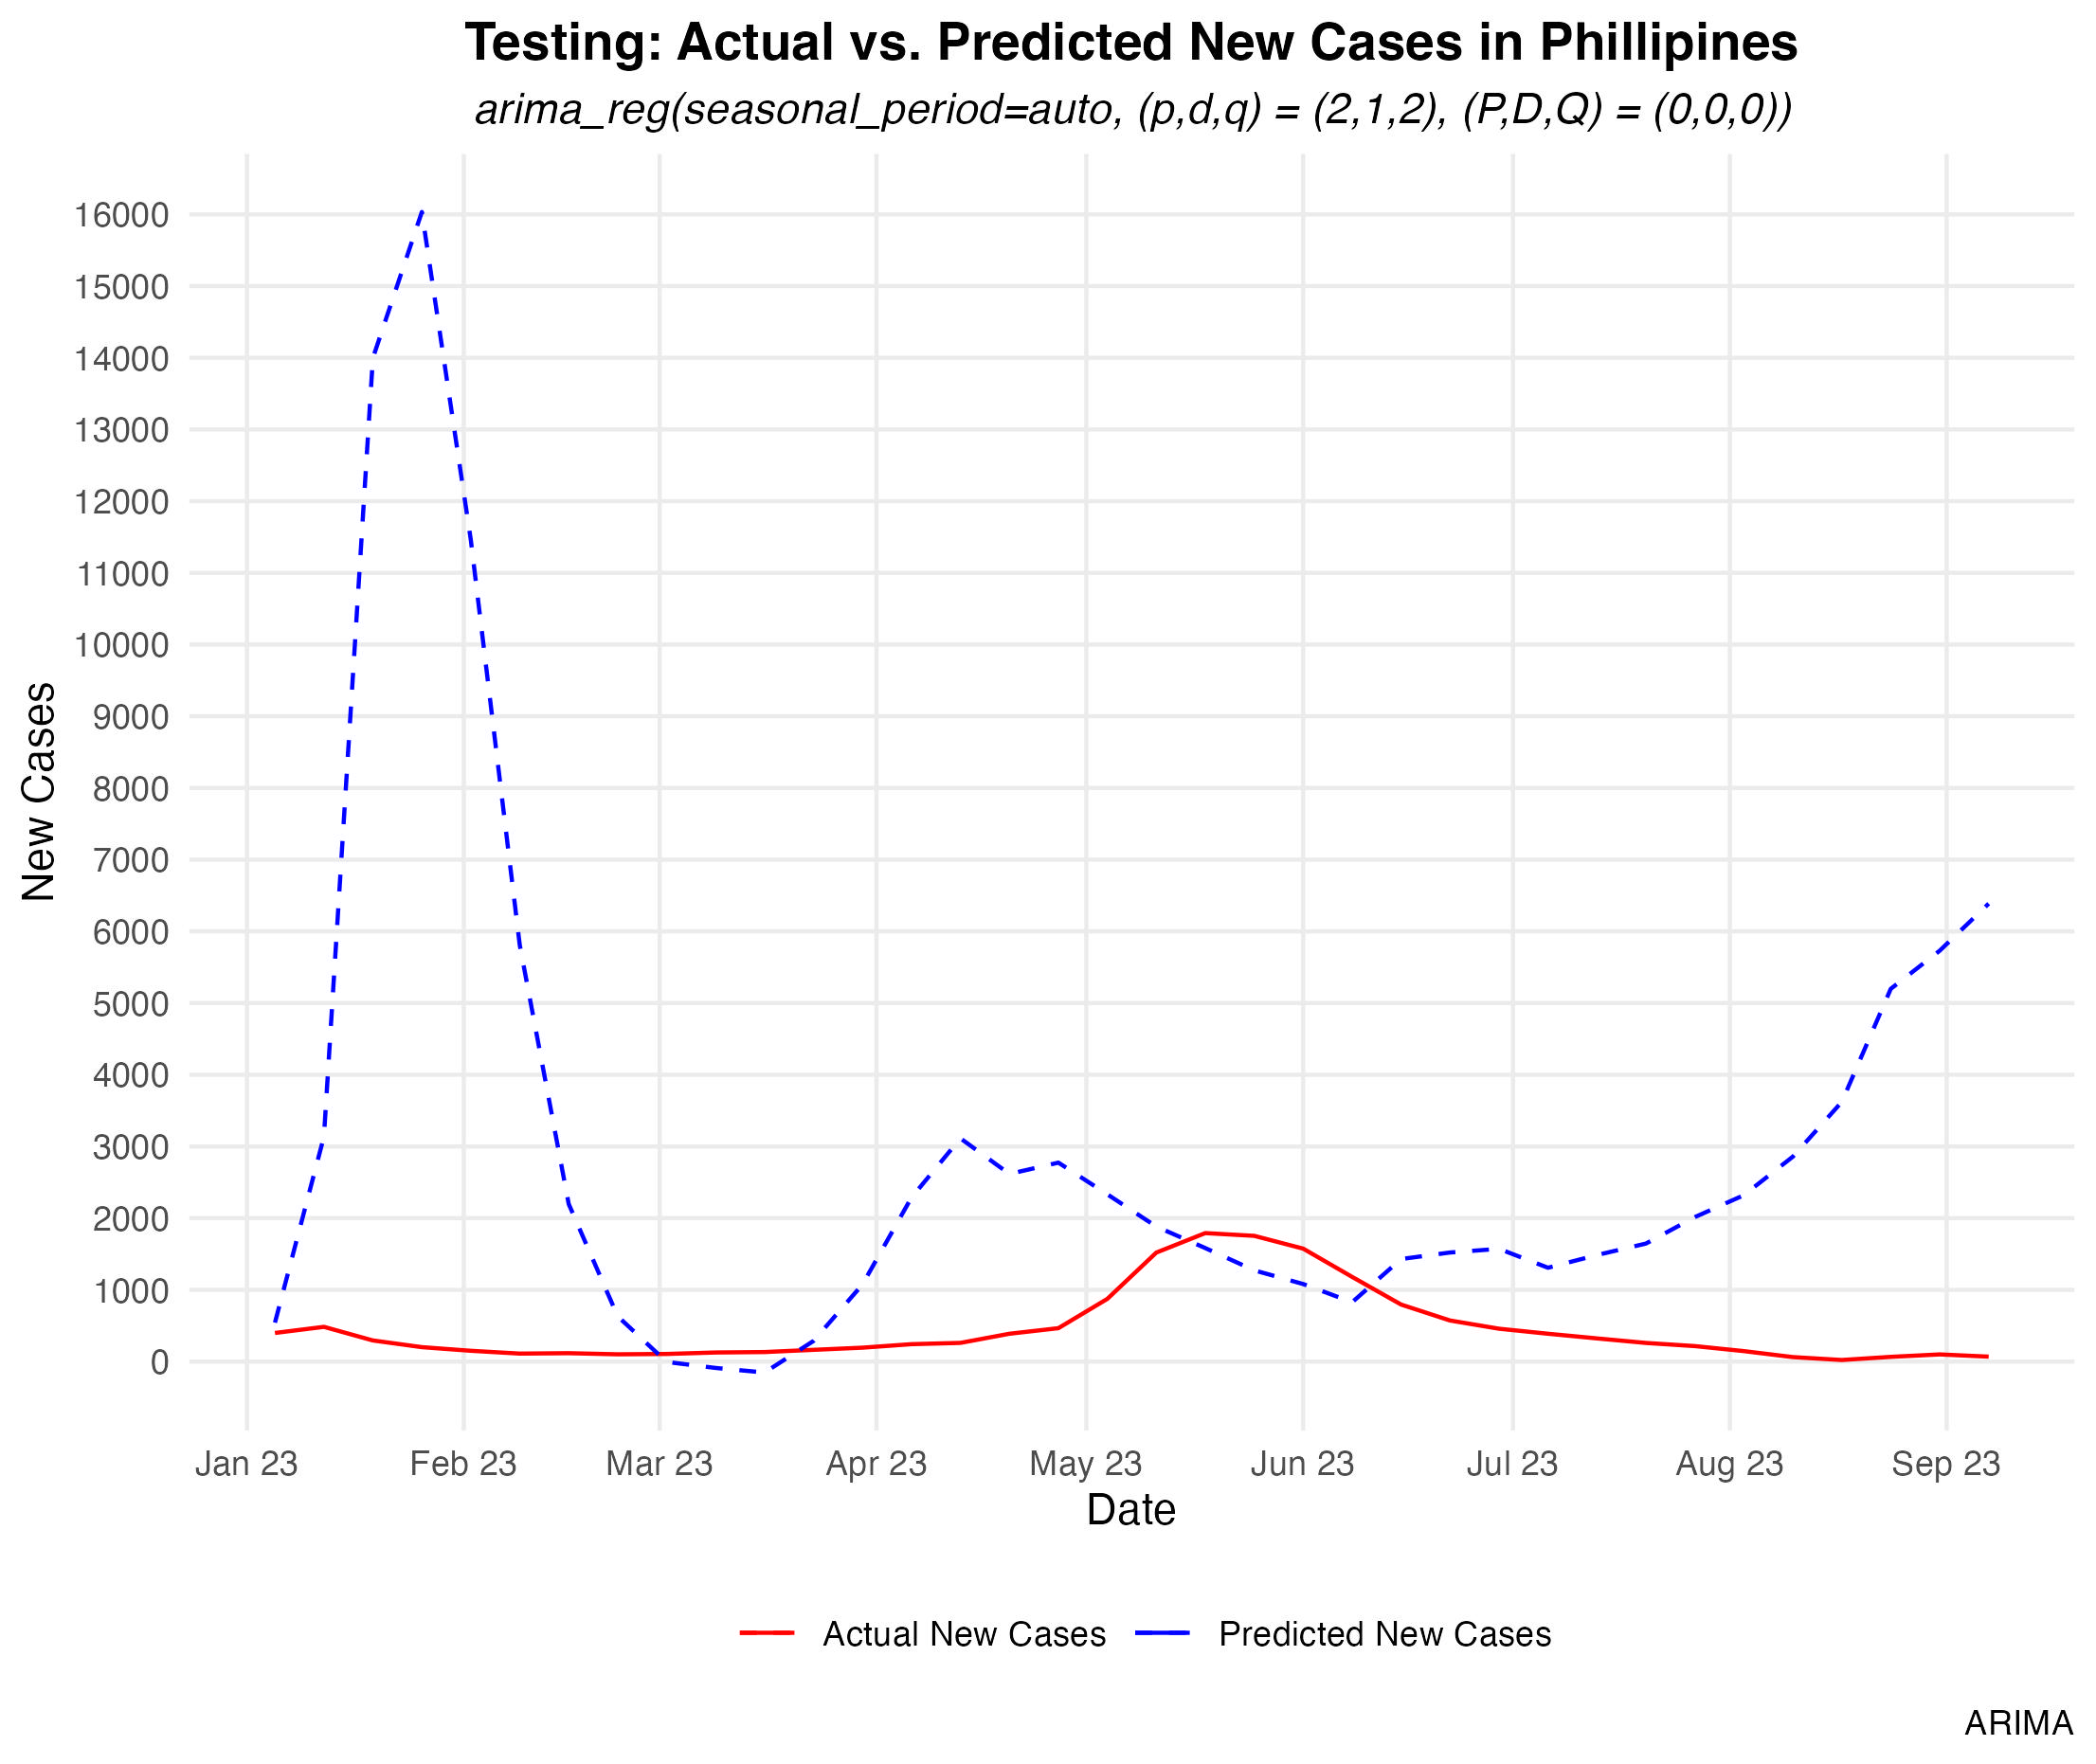 Testing: Actual vs. Predicted New Cases in Phillipines
arima_reg(seasonal_period=auto, (p,d,q) = (2,1,2), (P,D,Q) = (0,0,0))
New Cases
16000
15000
14000
13000
12000
11000
10000
9000
8000
7000
6000
5000
4000
3000
2000
1000
0
Jan 23 Feb 23 Mar 23 Apr 23 May 23 Jun 23 Jul 23 Aug 23 Sep 23
Date
Actual New Cases Predicted New Cases
ARIMA